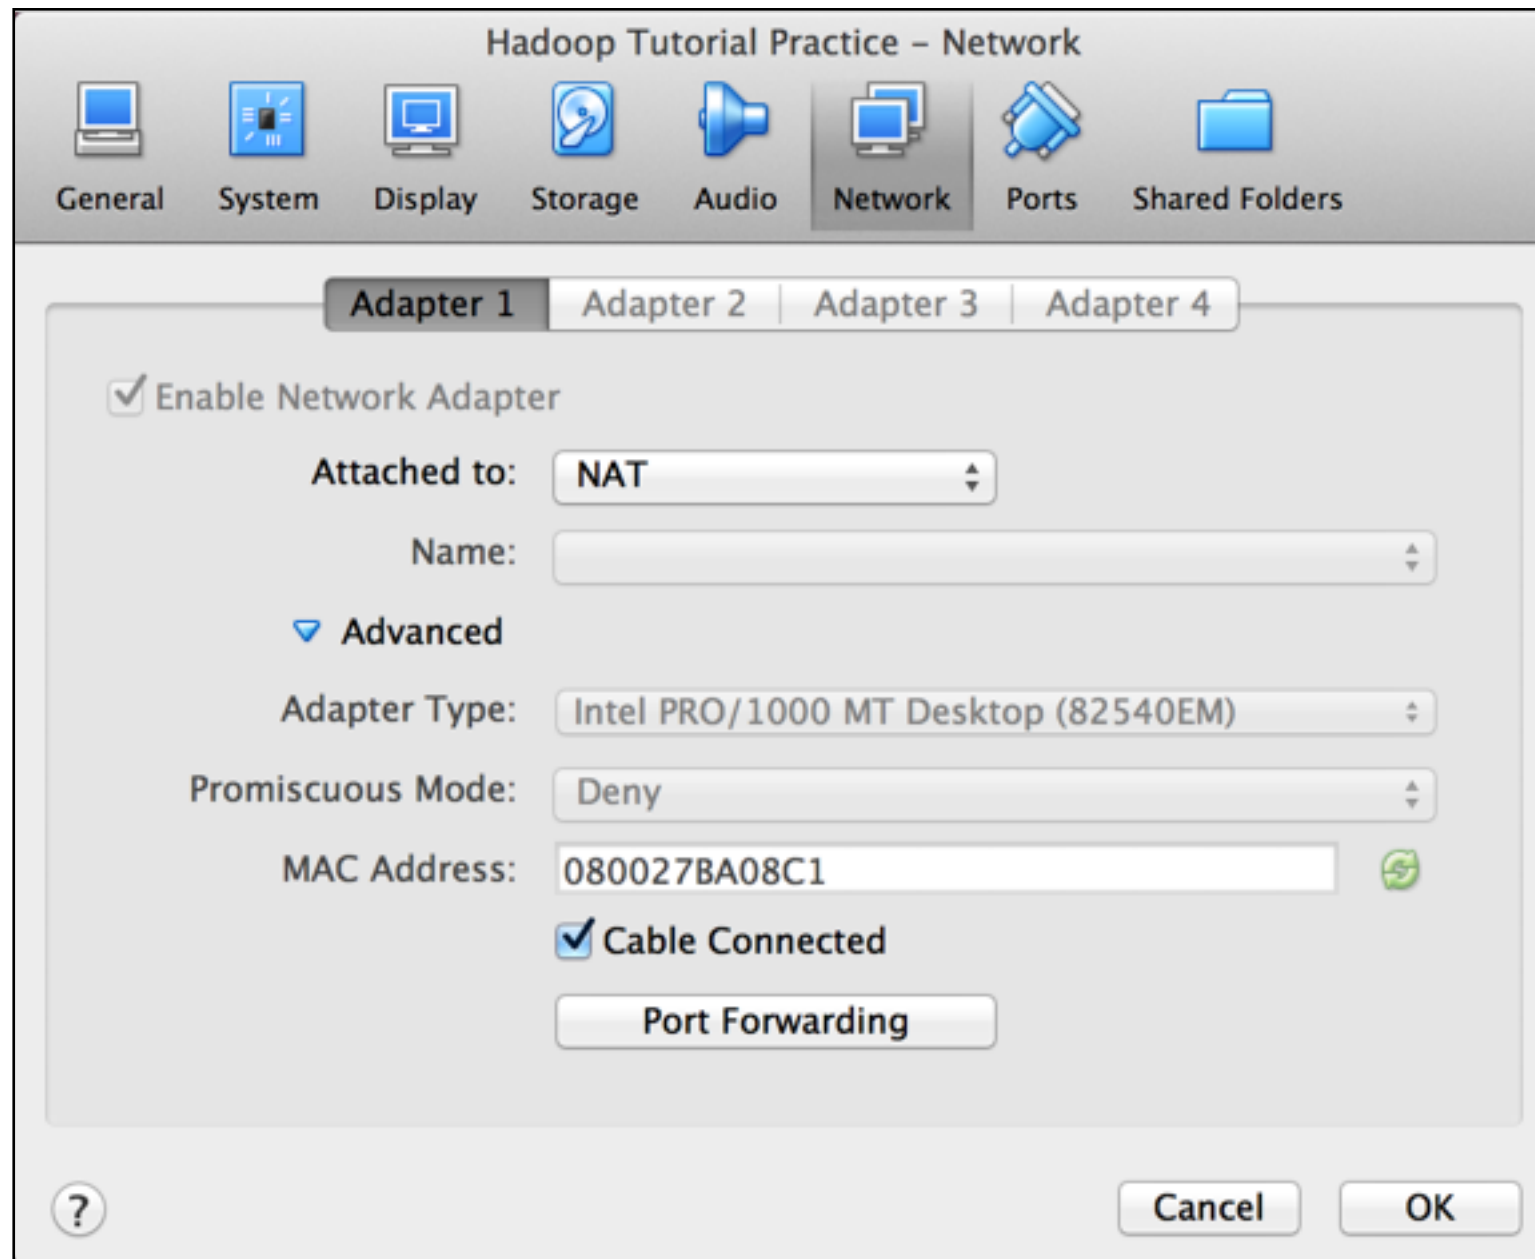 Hadoop Tutorial Practice – Network
General System Display Storage Audio Network Ports Shared Folders
Adapter 1 Adapter 2 Adapter 3 Adapter 4
Enable Network Adapter
Attached to: NAT
Name:
Advanced
Adapter Type: Intel PRO/1000 MT Desktop (82540EM)
Promiscuous Mode: Deny
MAC Address: 080027BA08C1
Cable Connected
Port Forwarding
? Cancel OK